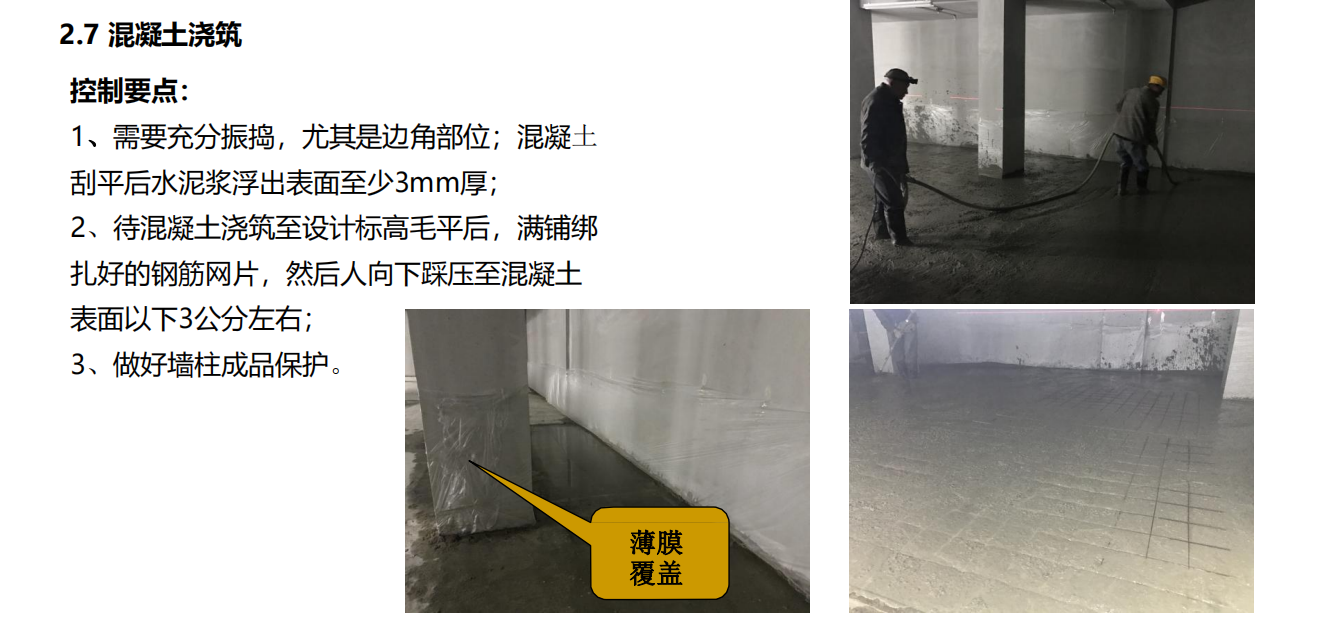 2.7 混凝土浇筑
控制要点：
1、需要充分振捣，尤其是边角部位；混凝土
刮平后水泥浆浮出表面至少3mm厚；
2、待混凝土浇筑至设计标高毛平后，满铺绑
扎好的钢筋网片，然后人向下踩压至混凝土
表面以下3公分左右；
3、做好墙柱成品保护。
薄膜
覆盖